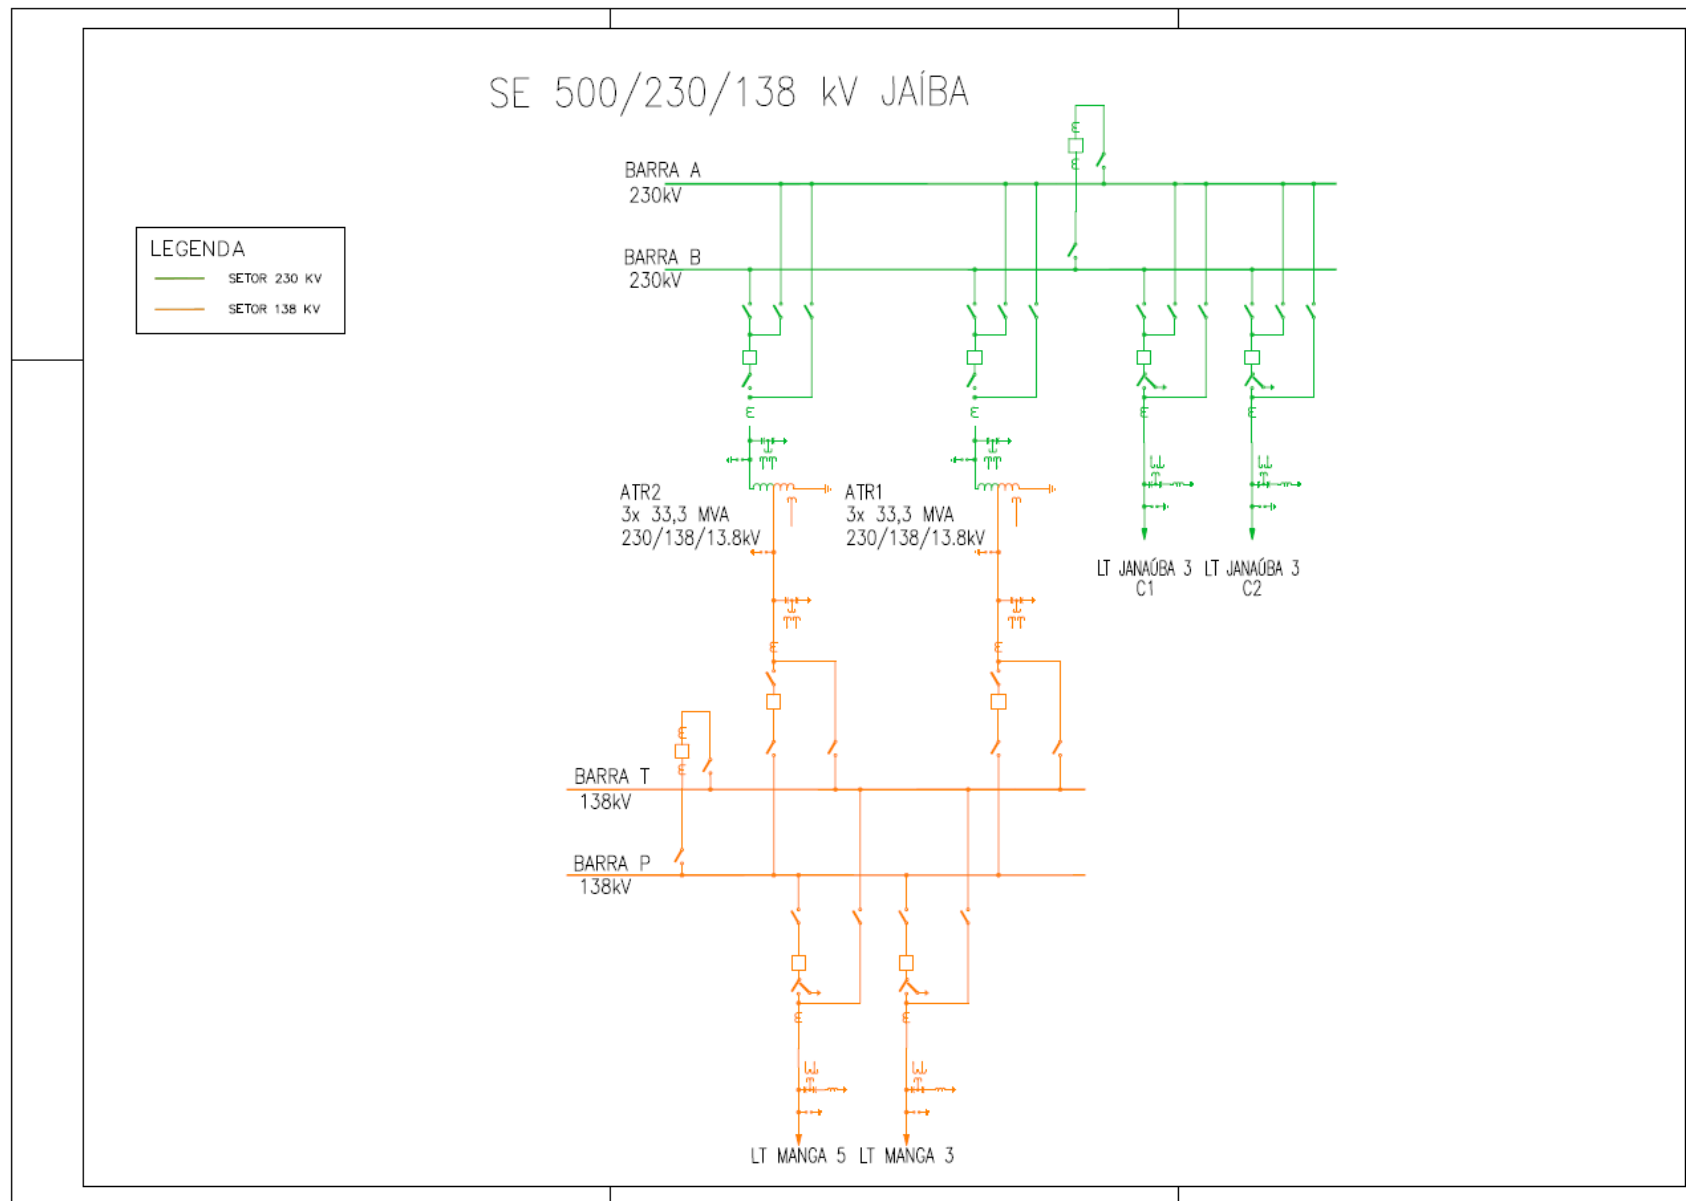 SE 500/230/138 kV JAÍBA
BARRA A
230kV
BARRA B
230kV
LEGENDA
SETOR 230 KV
SETOR 138 KV
ATR2
3x 33,3 MVA
230/138/13.8kV
ATR1
3x 33,3 MVA
230/138/13.8kV
LT JANAÚBA 3
C1
LT JANAÚBA 3
C2
BARRA T
138kV
BARRA P
138kV
LT MANGA 5
LT MANGA 3